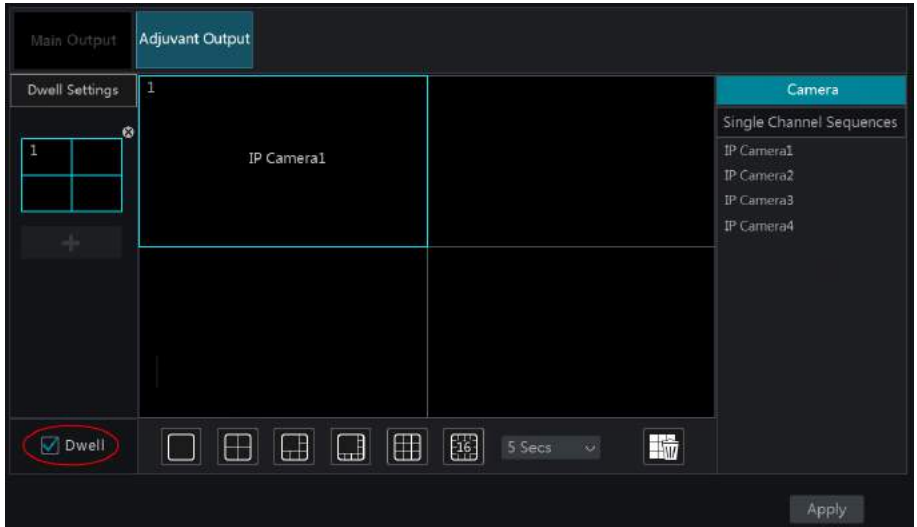 Main Output
Adjuvant Output
Dwell Settings
1
1
IP Camera1
Camera
Single Channel Sequences
IP Camera1
IP Camera2
IP Camera3
IP Camera4
Dwell
16
5 Secs
Apply